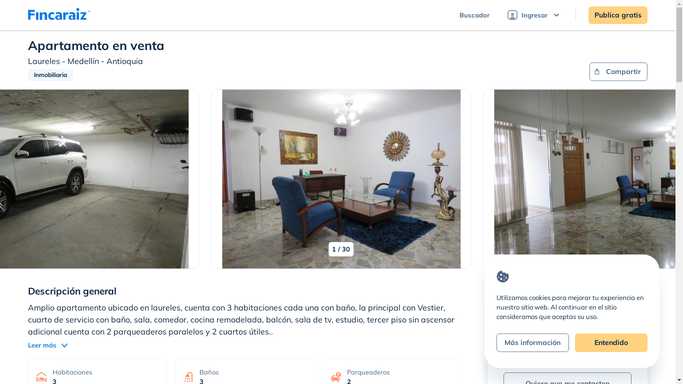 Fincaraiz
Buscador
Ingresar
Publica gratis
Apartamento en venta
Laureles - Medellín - Antioquia
Inmobiliaria
Compartir
1 / 30
Descripción general
Amplio apartamento ubicado en laureles, cuenta con 3 habitaciones cada una con baño, la principal con Vestier,
cuarto de servicio con baño, sala, comedor, cocina remodelada, balcón, sala de tv, estudio, tercer piso sin ascensor
adicional cuenta con 2 parqueaderos paralelos y 2 cuartos útiles..
Leer más
Habitaciones
3
Baños
3
Parqueaderos
2
Utilizamos cookies para mejorar tu experiencia en
nuestro sitio web. Al continuar en el sitio
consideramos que aceptas su uso.
Más información
Entendido
Quiero que me contacten